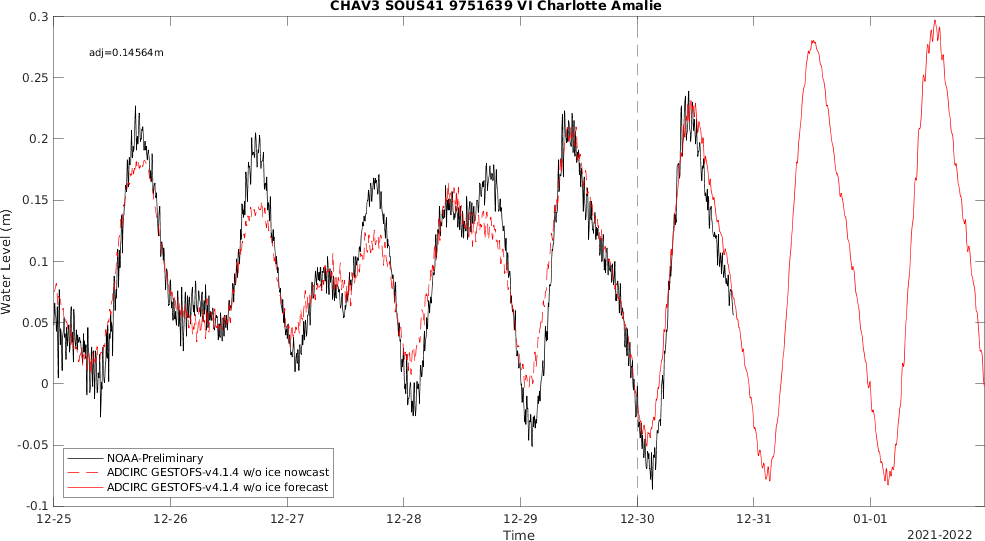 CHAV3 SOUS41 9751639 VI Charlotte Amalie
0.3
adj=0.14564m
0.25
0.2
0.15
0.1
0.05
0
-0.05
-0.1
Water Level (m)
NOAA-Preliminary
ADCIRC GESTOFS-v4.1.4 w/o ice nowcast
ADCIRC GESTOFS-v4.1.4 w/o ice forecast
12-25 12-26 12-27 12-28 12-29 12-30 12-31 01-01
Time
2021-2022